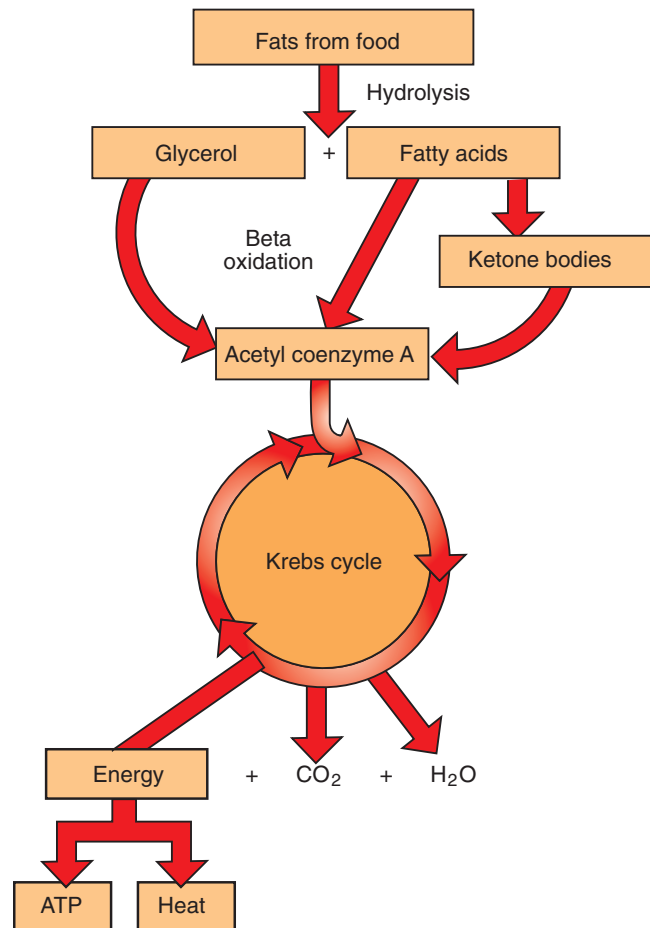 Fats from food
Hydrolysis
Glycerol
+
Fatty acids
Beta
oxidation
Ketone bodies
Acetyl coenzyme A
Krebs cycle
Energy + CO₂ + H₂O
ATP
Heat